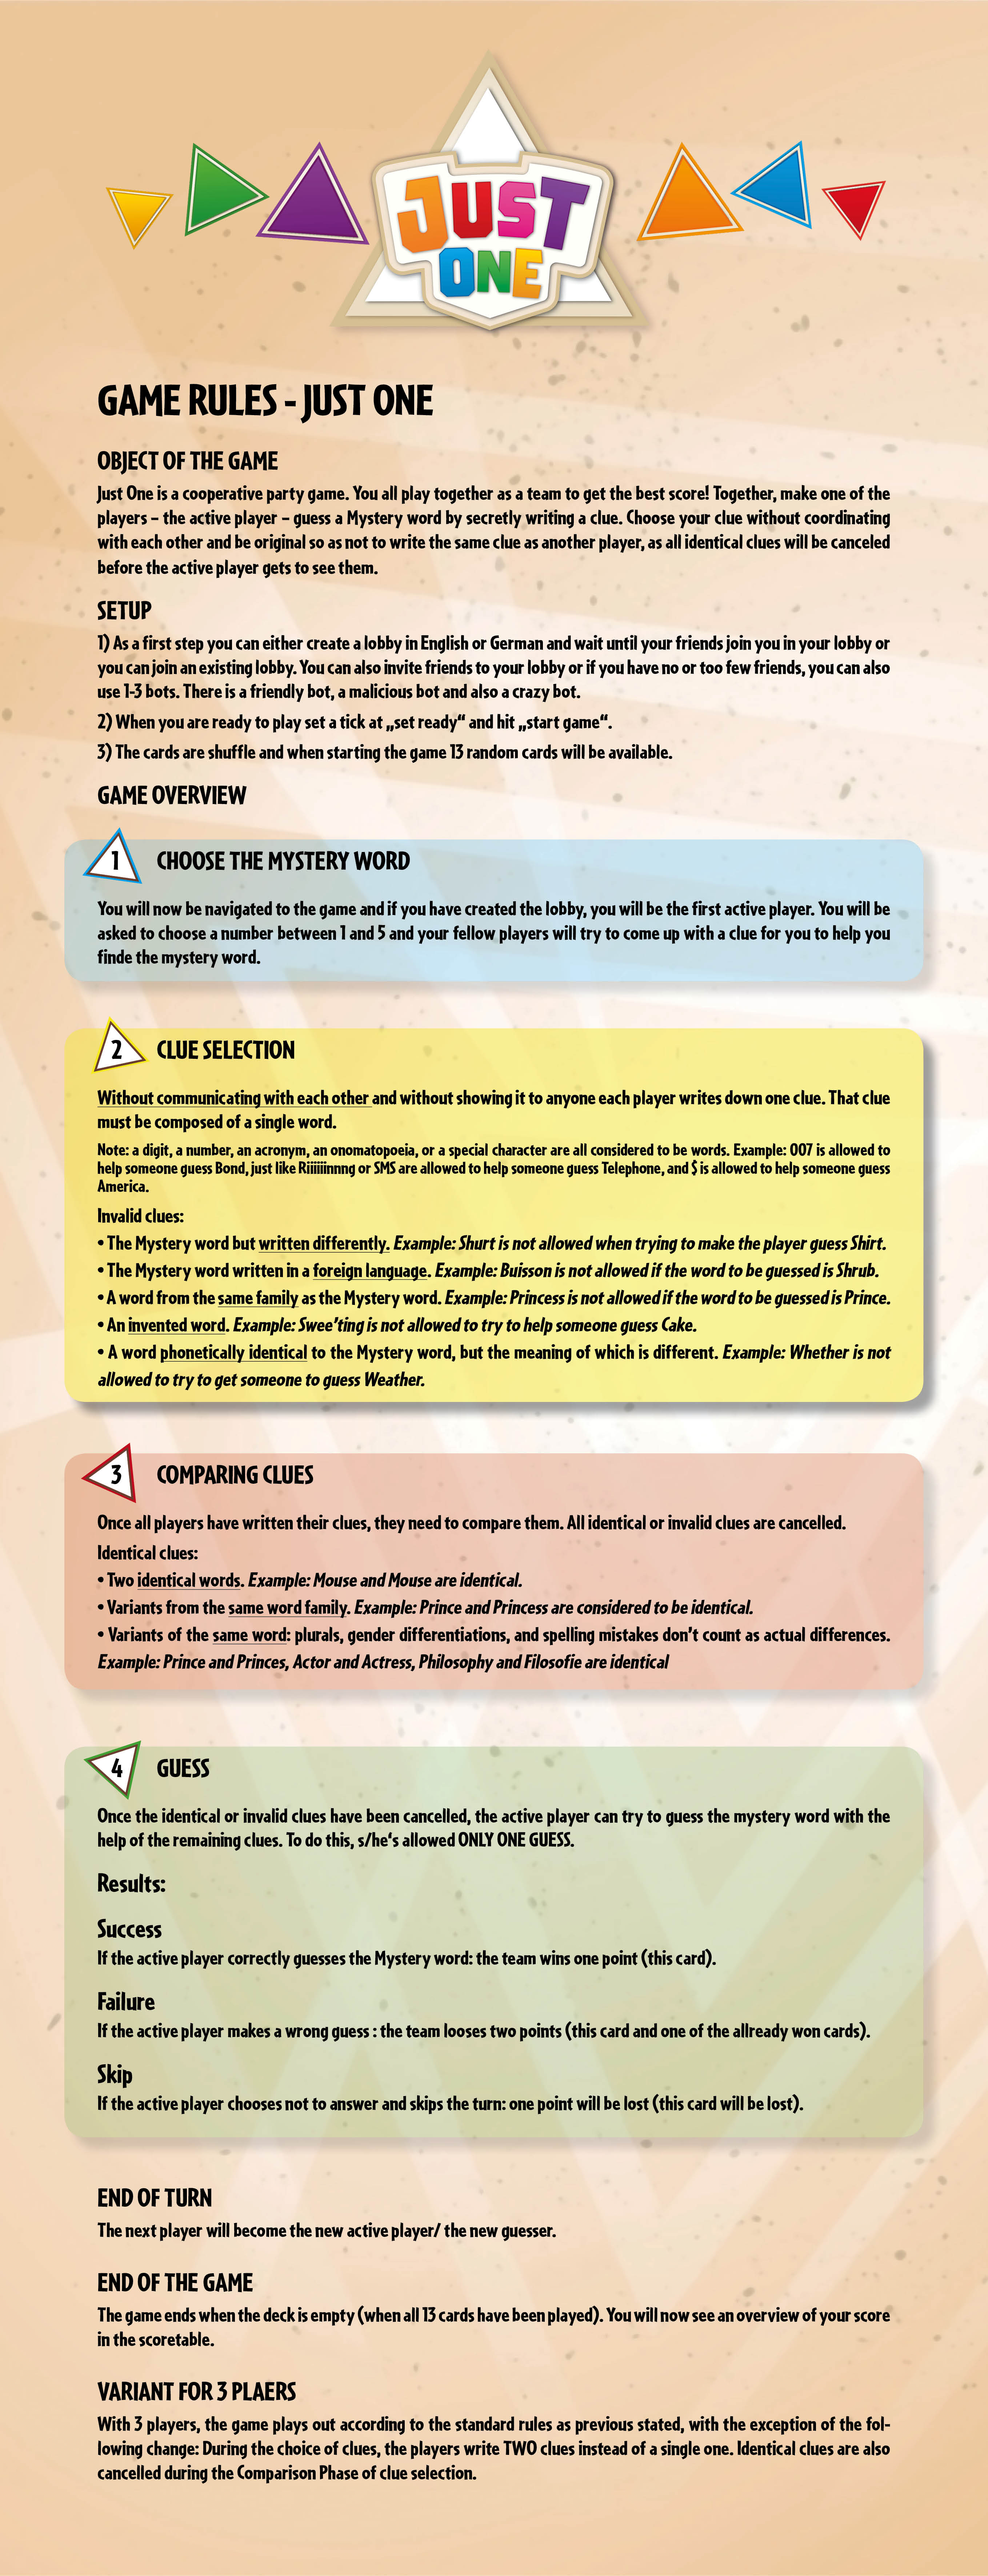 JUST
ONE
GAME RULES - JUST ONE
OBJECT OF THE GAME
Just One is a cooperative party game. You all play together as a team to get the best score! Together, make one of the
players – the active player – guess a Mystery word by secretly writing a clue. Choose your clue without coordinating
with each other and be original so as not to write the same clue as another player, as all identical clues will be canceled
before the active player gets to see them.
SETUP
1) As a first step you can either create a lobby in English or German and wait until your friends join you in your lobby or
you can join an existing lobby. You can also invite friends to your lobby or if you have no or too few friends, you can also
use 1-3 bots. There is a friendly bot, a malicious bot and also a crazy bot.
2) When you are ready to play set a tick at „set ready“ and hit „start game“.
3) The cards are shuffle and when starting the game 13 random cards will be available.
GAME OVERVIEW
1 CHOOSE THE MYSTERY WORD
You will now be navigated to the game and if you have created the lobby, you will be the first active player. You will be
asked to choose a number between 1 and 5 and your fellow players will try to come up with a clue for you to help you
finde the mystery word.
2 CLUE SELECTION
Without communicating with each other and without showing it to anyone each player writes down one clue. That clue
must be composed of a single word.
Note: a digit, a number, an acronym, an onomatopoeia, or a special character are all considered to be words. Example: 007 is allowed to
help someone guess Bond, just like Riiiiiinnng or SMS are allowed to help someone guess Telephone, and $ is allowed to help someone guess
America.
Invalid clues:
• The Mystery word but written differently. Example: Shurt is not allowed when trying to make the player guess Shirt.
• The Mystery word written in a foreign language. Example: Buisson is not allowed if the word to be guessed is Shrub.
• A word from the same family as the Mystery word. Example: Princess is not allowed if the word to be guessed is Prince.
• An invented word. Example: Swee’ting is not allowed to try to help someone guess Cake.
• A word phonetically identical to the Mystery word, but the meaning of which is different. Example: Whether is not
allowed to try to get someone to guess Weather.
3 COMPARING CLUES
Once all players have written their clues, they need to compare them. All identical or invalid clues are cancelled.
Identical clues:
• Two identical words. Example: Mouse and Mouse are identical.
• Variants from the same word family. Example: Prince and Princess are considered to be identical.
• Variants of the same word: plurals, gender differentiations, and spelling mistakes don’t count as actual differences.
Example: Prince and Princes, Actor and Actress, Philosophy and Filosofie are identical
4 GUESS
Once the identical or invalid clues have been cancelled, the active player can try to guess the mystery word with the
help of the remaining clues. To do this, s/he‘s allowed ONLY ONE GUESS.
Results:
Success
If the active player correctly guesses the Mystery word: the team wins one point (this card).
Failure
If the active player makes a wrong guess : the team looses two points (this card and one of the allready won cards).
Skip
If the active player chooses not to answer and skips the turn: one point will be lost (this card will be lost).
END OF TURN
The next player will become the new active player/ the new guesser.
END OF THE GAME
The game ends when the deck is empty (when all 13 cards have been played). You will now see an overview of your score
in the scoretable.
VARIANT FOR 3 PLAERS
With 3 players, the game plays out according to the standard rules as previous stated, with the exception of the fol-
lowing change: During the choice of clues, the players write TWO clues instead of a single one. Identical clues are also
cancelled during the Comparison Phase of clue selection.